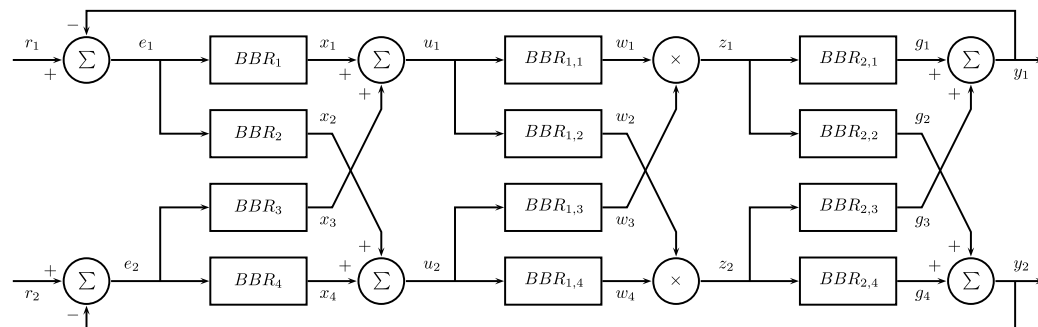 −
r₁ e₁ x₁ u₁ w₁ z₁ g₁
Σ BBR₁ Σ BBR₁,₁ × BBR₂,₁ Σ
+ + + y₁
+ +
x₂ w₂ g₂
BBR₂ BBR₁,₂ BBR₂,₂
BBR₃ BBR₁,₃ BBR₂,₃
x₃ w₃ g₃
+ +
+ e₂ + u₂ z₂ + y₂
Σ BBR₄ Σ BBR₁,₄ × BBR₂,₄ Σ
r₂ x₄ w₄ g₄
−